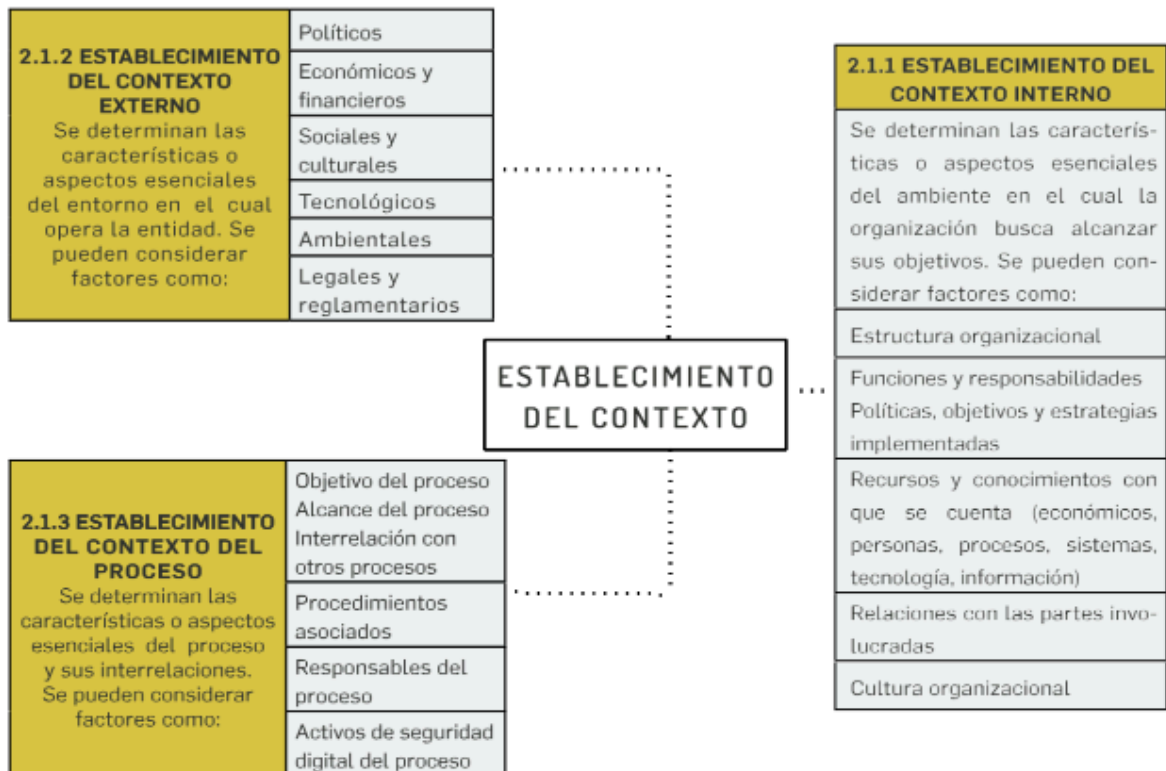 2.1.2 ESTABLECIMIENTO
DEL CONTEXTO
EXTERNO
Se determinan las
características o
aspectos esenciales
del entorno en el cual
opera la entidad. Se
pueden considerar
factores como:
Políticos
Económicos y
financieros
Sociales y
culturales
Tecnológicos
Ambientales
Legales y
reglamentarios
2.1.1 ESTABLECIMIENTO DEL
CONTEXTO INTERNO
Se determinan las caracterís-
ticas o aspectos esenciales
del ambiente en el cual la
organización busca alcanzar
sus objetivos. Se pueden con-
siderar factores como:
Estructura organizacional
Funciones y responsabilidades
Políticas, objetivos y estrategias
implementadas
Recursos y conocimientos con
que se cuenta (económicos,
personas, procesos, sistemas,
tecnología, información)
Relaciones con las partes invo-
lucradas
Cultura organizacional
ESTABLECIMIENTO
DEL CONTEXTO
2.1.3 ESTABLECIMIENTO
DEL CONTEXTO DEL
PROCESO
Se determinan las
características o aspectos
esenciales del proceso
y sus interrelaciones.
Se pueden considerar
factores como:
Objetivo del proceso
Alcance del proceso
Interrelación con
otros procesos
Procedimientos
asociados
Responsables del
proceso
Activos de seguridad
digital del proceso